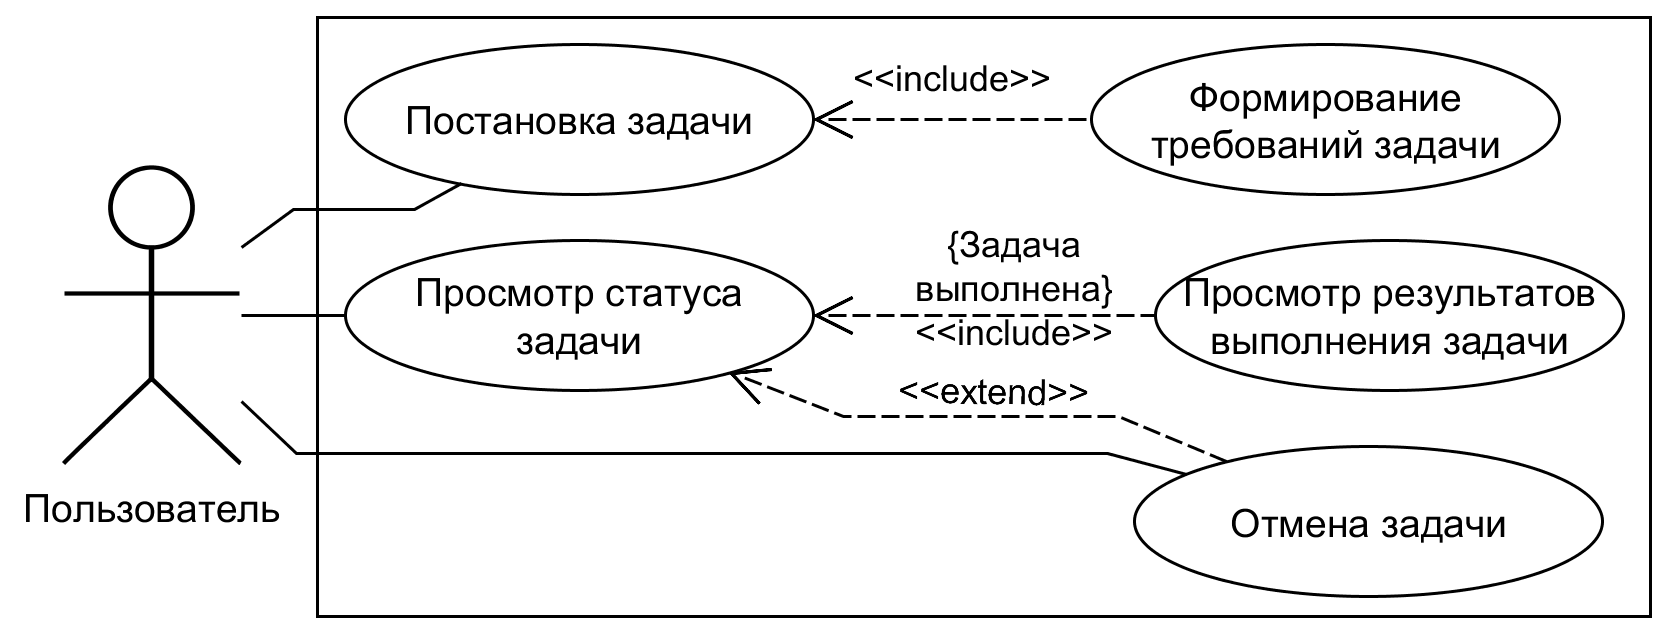 <<include>>
Постановка задачи
Формирование
требований задачи
{Задача
выполнена}
<<include>>
Просмотр статуса
задачи
Просмотр результатов
выполнения задачи
<<extend>>
Пользователь
Отмена задачи